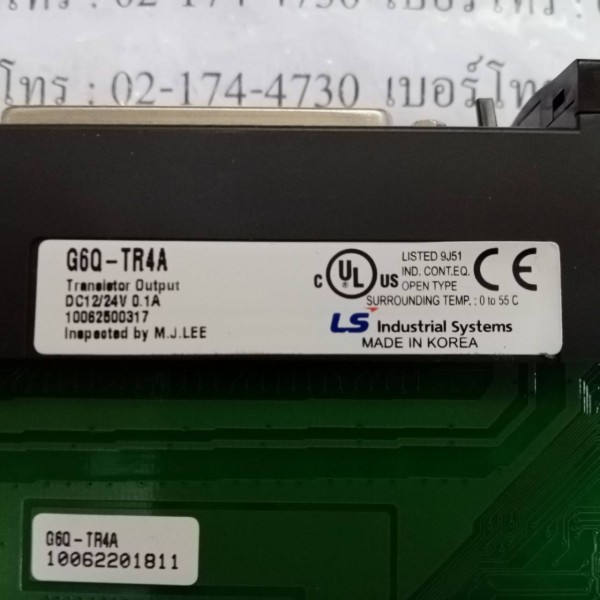 โทร : 02-174-4730 เบอร์โทร
G6Q-TR4A
Transistor Output
DC12/24V 0.1A
10062500317
Inspected by M.J.LEE
C UL US
LISTED 9J51
IND. CONT.EQ.
OPEN TYPE
CE
SURROUNDING TEMP. : 0 to 55 C
LS Industrial Systems
MADE IN KOREA
G6Q-TR4A
10062201811